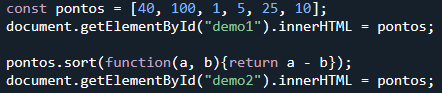 const pontos = [40, 100, 1, 5, 25, 10];
document.getElementById("demo1").innerHTML = pontos;

pontos.sort(function(a, b){return a - b});
document.getElementById("demo2").innerHTML = pontos;